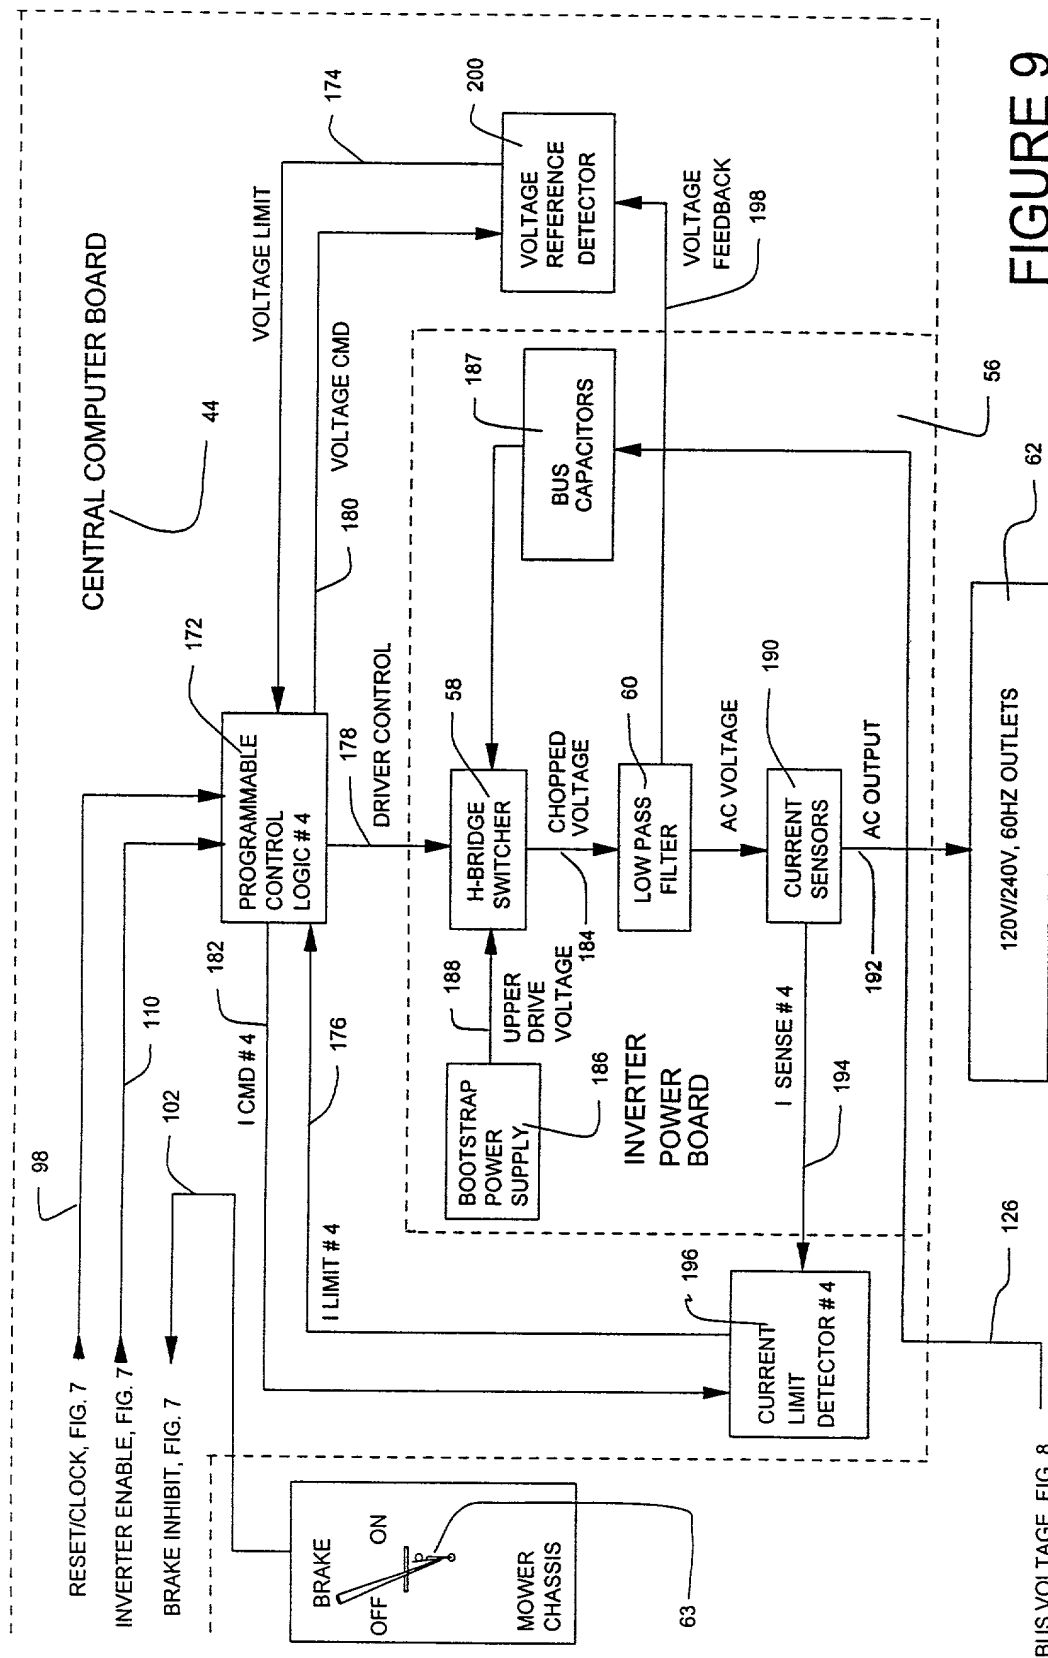 RESET/CLOCK, FIG. 7
98
INVERTER ENABLE, FIG. 7
110
BRAKE INHIBIT, FIG. 7
102
CENTRAL COMPUTER BOARD
44
I CMD # 4
182
PROGRAMMABLE
CONTROL
LOGIC # 4
172
VOLTAGE LIMIT
174
I LIMIT # 4
176
180
VOLTAGE CMD
178
DRIVER CONTROL
BRAKE
OFF
ON
MOWER
CHASSIS
63
BOOTSTRAP
POWER
SUPPLY
186
188
UPPER
DRIVE
VOLTAGE
H-BRIDGE
SWITCHER
58
187
BUS
CAPACITORS
VOLTAGE
REFERENCE
DETECTOR
200
184
CHOPPED
VOLTAGE
INVERTER
POWER
BOARD
LOW PASS
FILTER
60
VOLTAGE
FEEDBACK
198
AC VOLTAGE
CURRENT
LIMIT
DETECTOR # 4
196
I SENSE # 4
194
CURRENT
SENSORS
190
192
AC OUTPUT
56
126
BUS VOLTAGE, FIG. 8
120V/240V, 60HZ OUTLETS
62
FIGURE 9